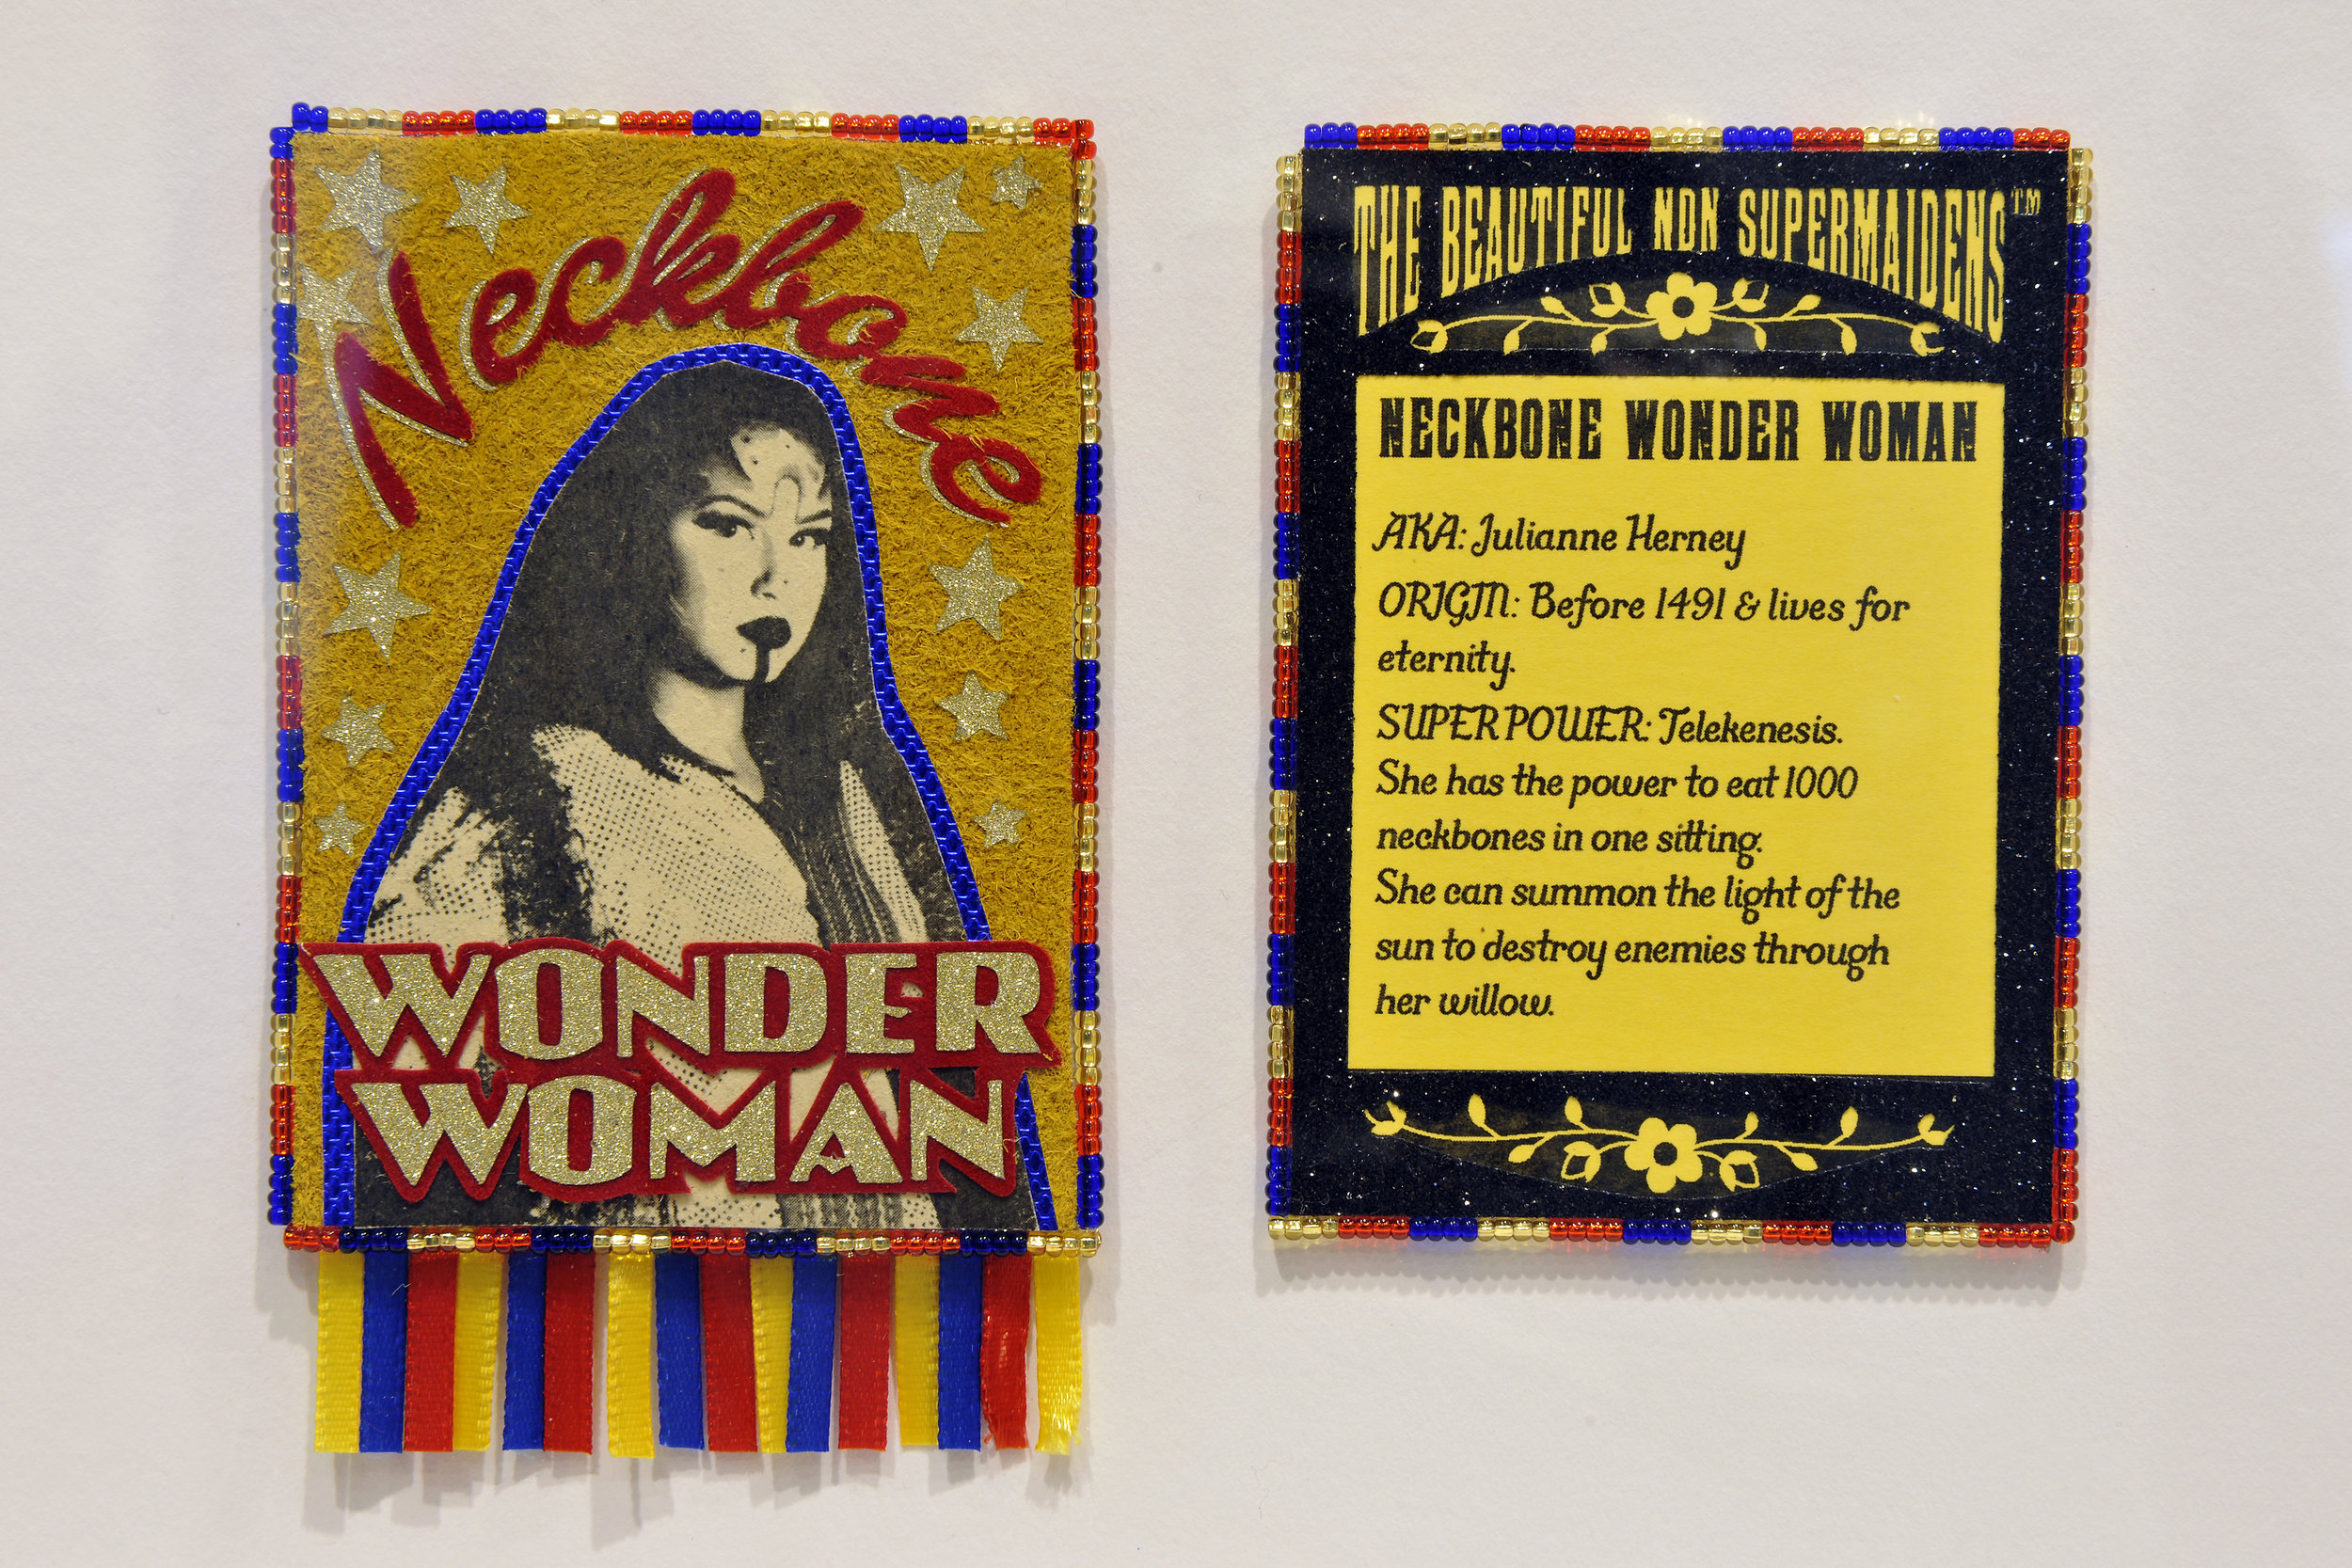 Neckbone
WONDER
WOMAN
THE BEAUTIFUL NDN SUPERMAIDENS™
NECKBONE WONDER WOMAN
AKA: Julianne Herney
ORIGIN: Before 1491 & lives for
eternity.
SUPER POWER: Telekenesis.
She has the power to eat 1000
neckbones in one sitting.
She can summon the light of the
sun to destroy enemies through
her willow.